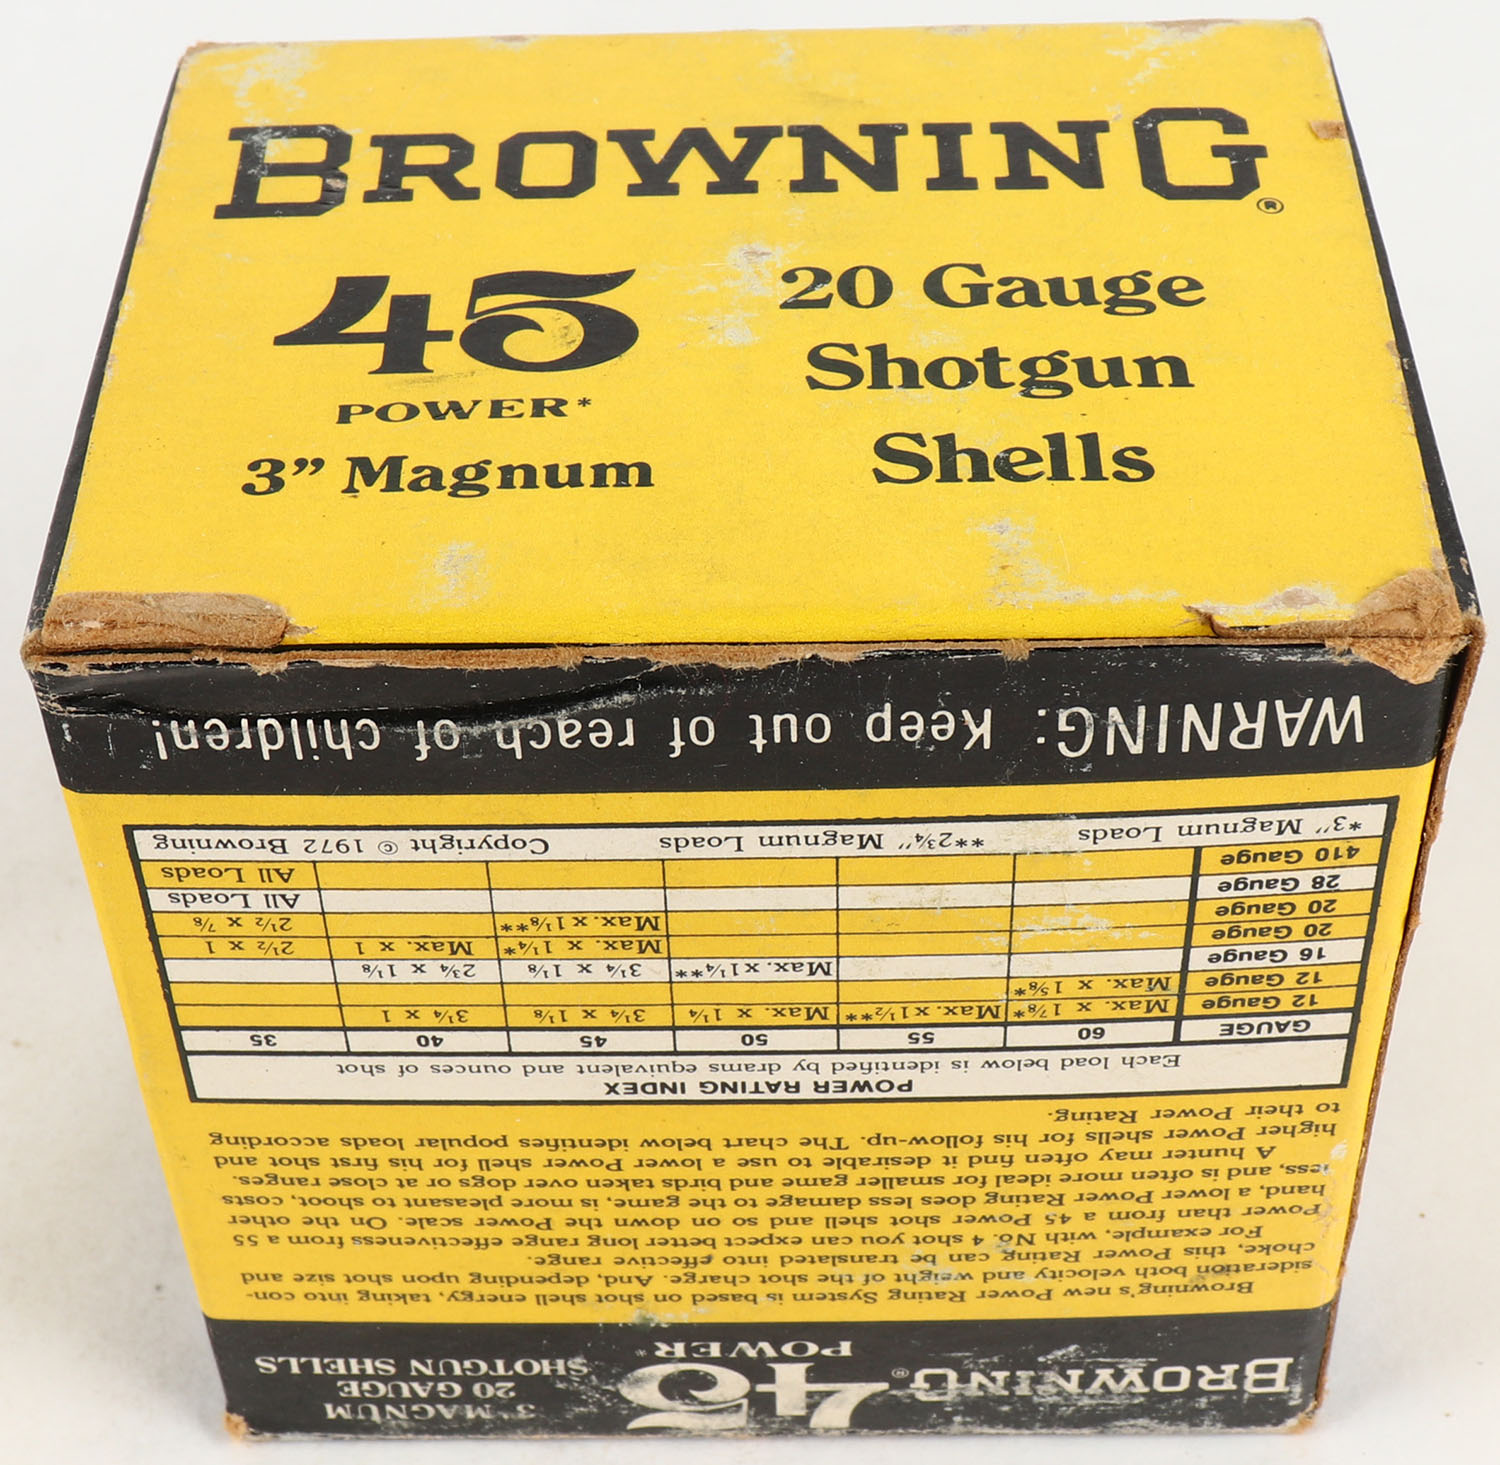 BROWNING®
45
POWER*
3” Magnum
20 Gauge
Shotgun
Shells
BROWNING®
45
POWER*
3" MAGNUM
20 GAUGE
SHOTGUN SHELLS
Browning's new Power Rating System is based on shot shell energy, taking into con-
sideration both velocity and weight of the shot charge. And, depending upon shot size and
choke, this Power Rating can be translated into effective range.
For example, with No. 4 shot you can expect better long range effectiveness from a 55
Power than from a 45 Power shot shell and so on down the Power scale. On the other
hand, a lower Power Rating does less damage to the game, is more pleasant to shoot, costs
less, and is often more ideal for smaller game and birds taken over dogs or at close ranges.
A hunter may often find it desirable to use a lower Power shell for his first shot and
higher Power shells for his follow-up. The chart below identifies popular loads according
to their Power Rating.
POWER RATING INDEX
Each load below is identified by drams equivalent and ounces of shot
GAUGE 60 55 50 45 40 35
12 Gauge Max. x 1⅞* Max. x 1½** Max. x 1¼ 3¼ x 1⅛ 3¼ x 1
12 Gauge Max. x 1⅝*
16 Gauge Max. x 1¼** 3¼ x 1⅛ 2¾ x 1⅛
20 Gauge Max. x 1¼* Max. x 1 2½ x 1
20 Gauge Max. x 1⅛** 2½ x ⅞
28 Gauge All Loads
410 Gauge All Loads
*3" Magnum Loads **2¾" Magnum Loads Copyright © 1972 Browning
WARNING: Keep out of reach of children!